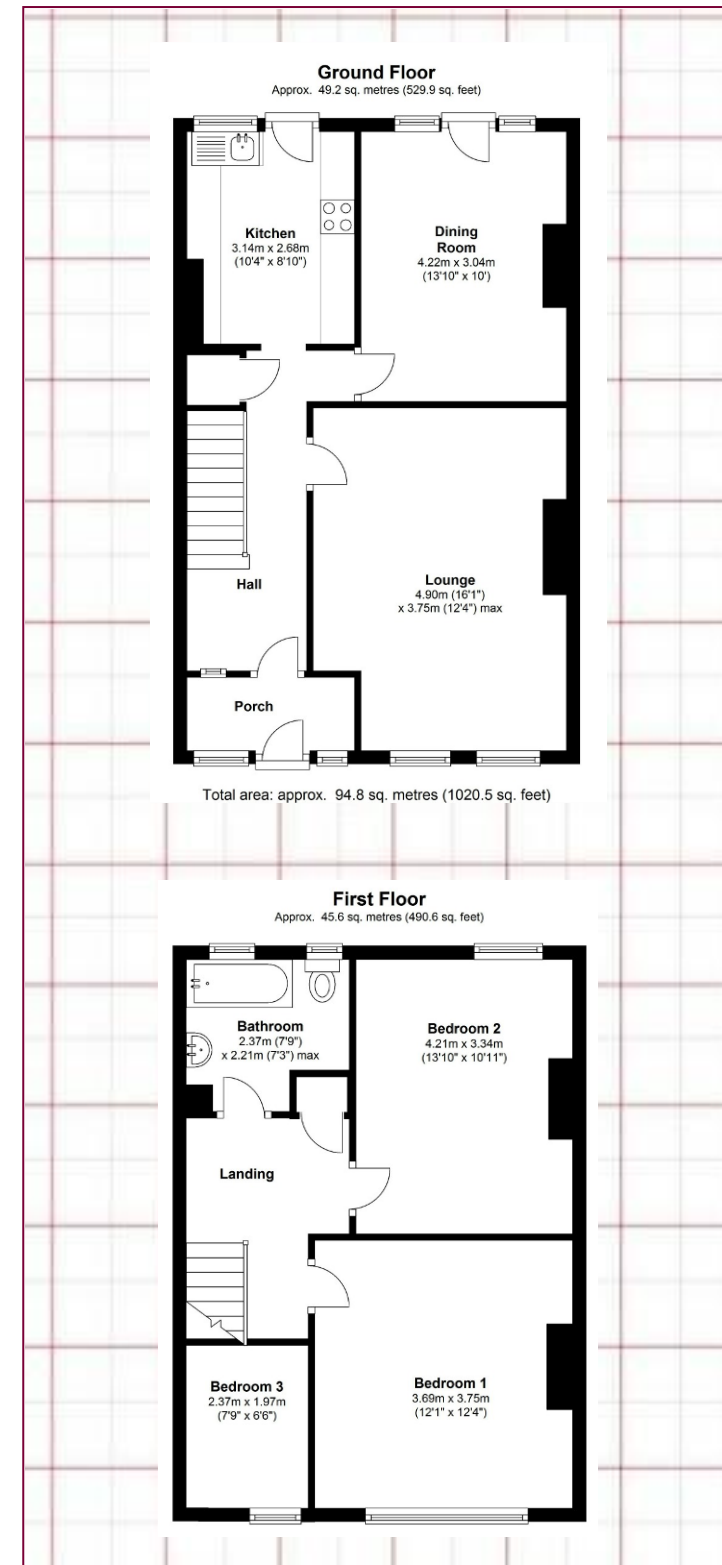 Ground Floor
Approx. 49.2 sq. metres (529.9 sq. feet)
Kitchen
3.14m x 2.68m
(10'4" x 8'10")
Dining
Room
4.22m x 3.04m
(13'10" x 10')
Lounge
4.90m (16'1")
x 3.75m (12'4") max
Hall
Porch
Total area: approx. 94.8 sq. metres (1020.5 sq. feet)
First Floor
Approx. 45.6 sq. metres (490.6 sq. feet)
Bathroom
2.37m (7'9")
x 2.21m (7'3") max
Bedroom 2
4.21m x 3.34m
(13'10" x 10'11")
Landing
Bedroom 3
2.37m x 1.97m
(7'9" x 6'6")
Bedroom 1
3.69m x 3.75m
(12'1" x 12'4")